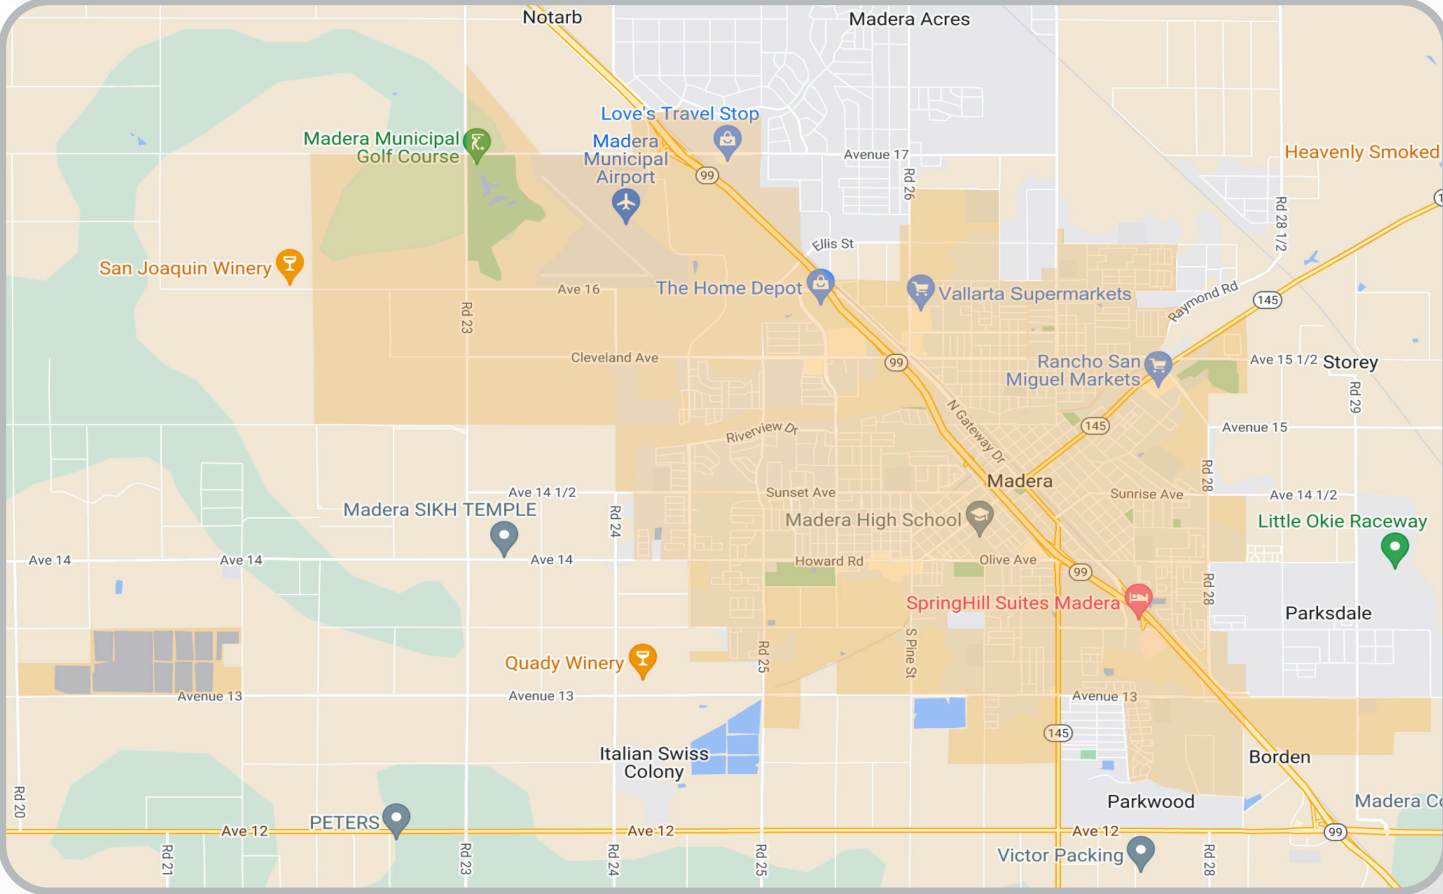 Notarb
Madera Acres
Love's Travel Stop
Madera Municipal
Golf Course
Madera
Municipal
Airport
99
Avenue 17
Rd 26
Heavenly Smoked
Rd 28 1/2
Ellis St
San Joaquin Winery
Ave 16
The Home Depot
Vallarta Supermarkets
Raymond Rd
145
Rd 23
Cleveland Ave
99
Rancho San
Miguel Markets
Ave 15 1/2
Storey
Rd 29
N Gateway Dr
145
Avenue 15
Riverview Dr
Madera
Rd 28
Ave 14 1/2
Sunset Ave
Sunrise Ave
Ave 14 1/2
Madera SIKH TEMPLE
Rd 24
Madera High School
Little Okie Raceway
Ave 14
Ave 14
Ave 14
Howard Rd
Olive Ave
99
Rd 28
SpringHill Suites Madera
Parksdale
Quady Winery
Rd 25
S Pine St
Avenue 13
Avenue 13
Avenue 13
145
Italian Swiss
Colony
Borden
Rd 20
PETERS
Parkwood
Madera Co
Ave 12
Ave 12
Ave 12
99
Rd 21
Rd 23
Rd 24
Rd 25
Victor Packing
Rd 28